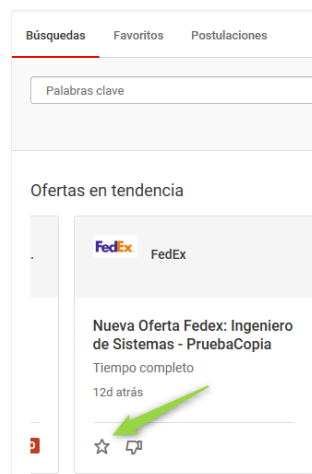 Búsquedas Favoritos Postulaciones
Palabras clave
Ofertas en tendencia
FedEx FedEx
Nueva Oferta Fedex: Ingeniero
de Sistemas - PruebaCopia
Tiempo completo
12d atrás